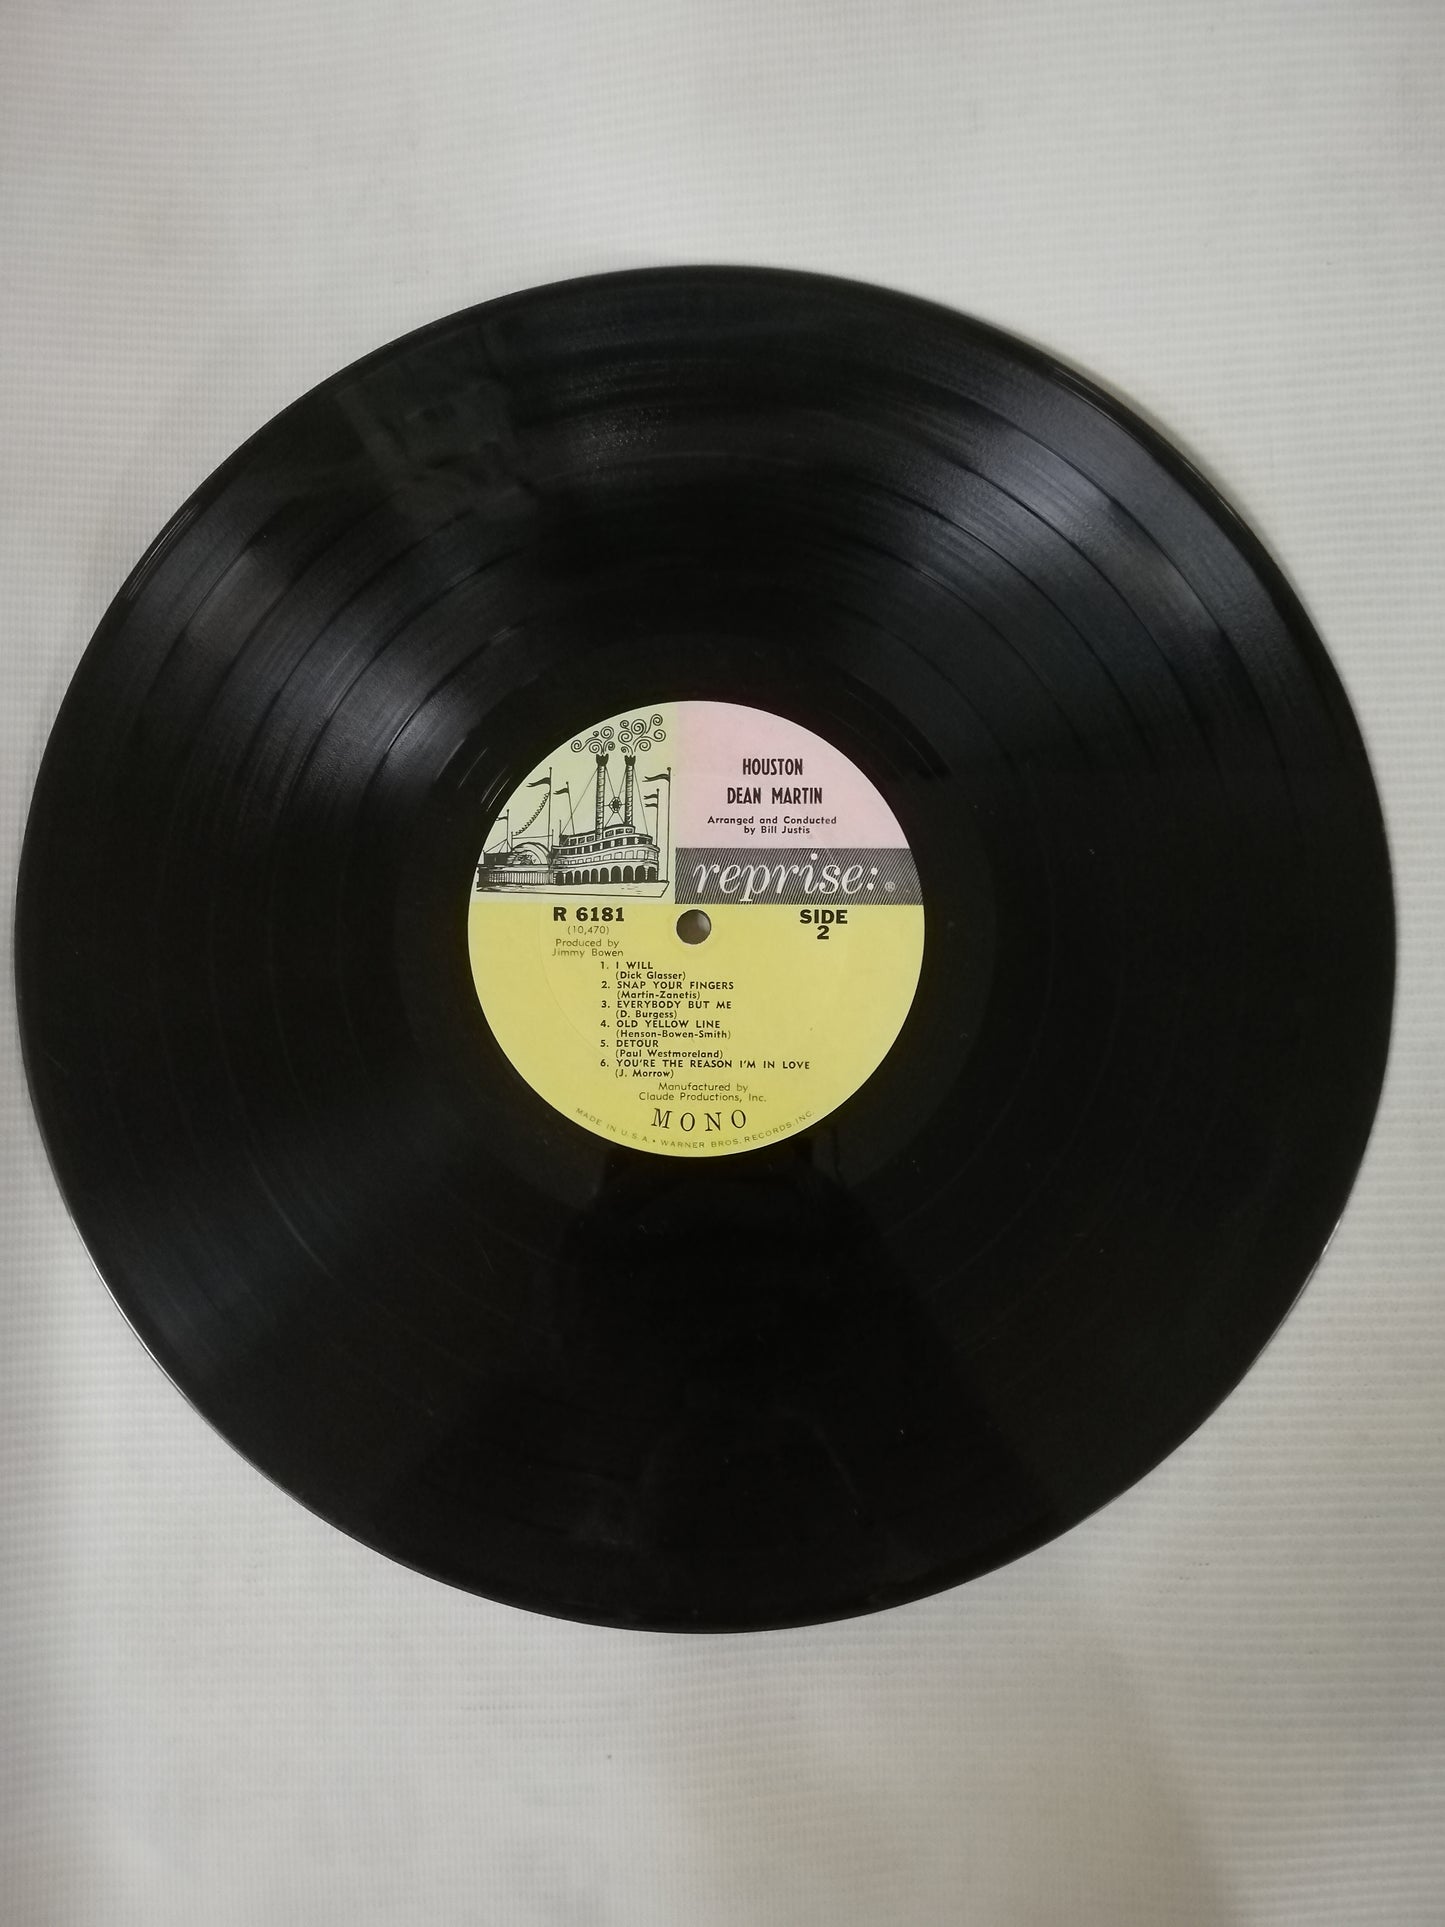 HOUSTON
DEAN MARTIN
Arranged and Conducted
by Bill Justis
reprise: ®
R 6181
(10,470)
Produced by
Jimmy Bowen
SIDE
2
1. I WILL
(Dick Glasser)
2. SNAP YOUR FINGERS
(Martin-Zanetis)
3. EVERYBODY BUT ME
(D. Burgess)
4. OLD YELLOW LINE
(Henson-Bowen-Smith)
5. DETOUR
(Paul Westmoreland)
6. YOU'RE THE REASON I'M IN LOVE
(J. Morrow)
Manufactured by
Claude Productions, Inc.
MONO
MADE IN U.S.A. • WARNER BROS. RECORDS, INC.